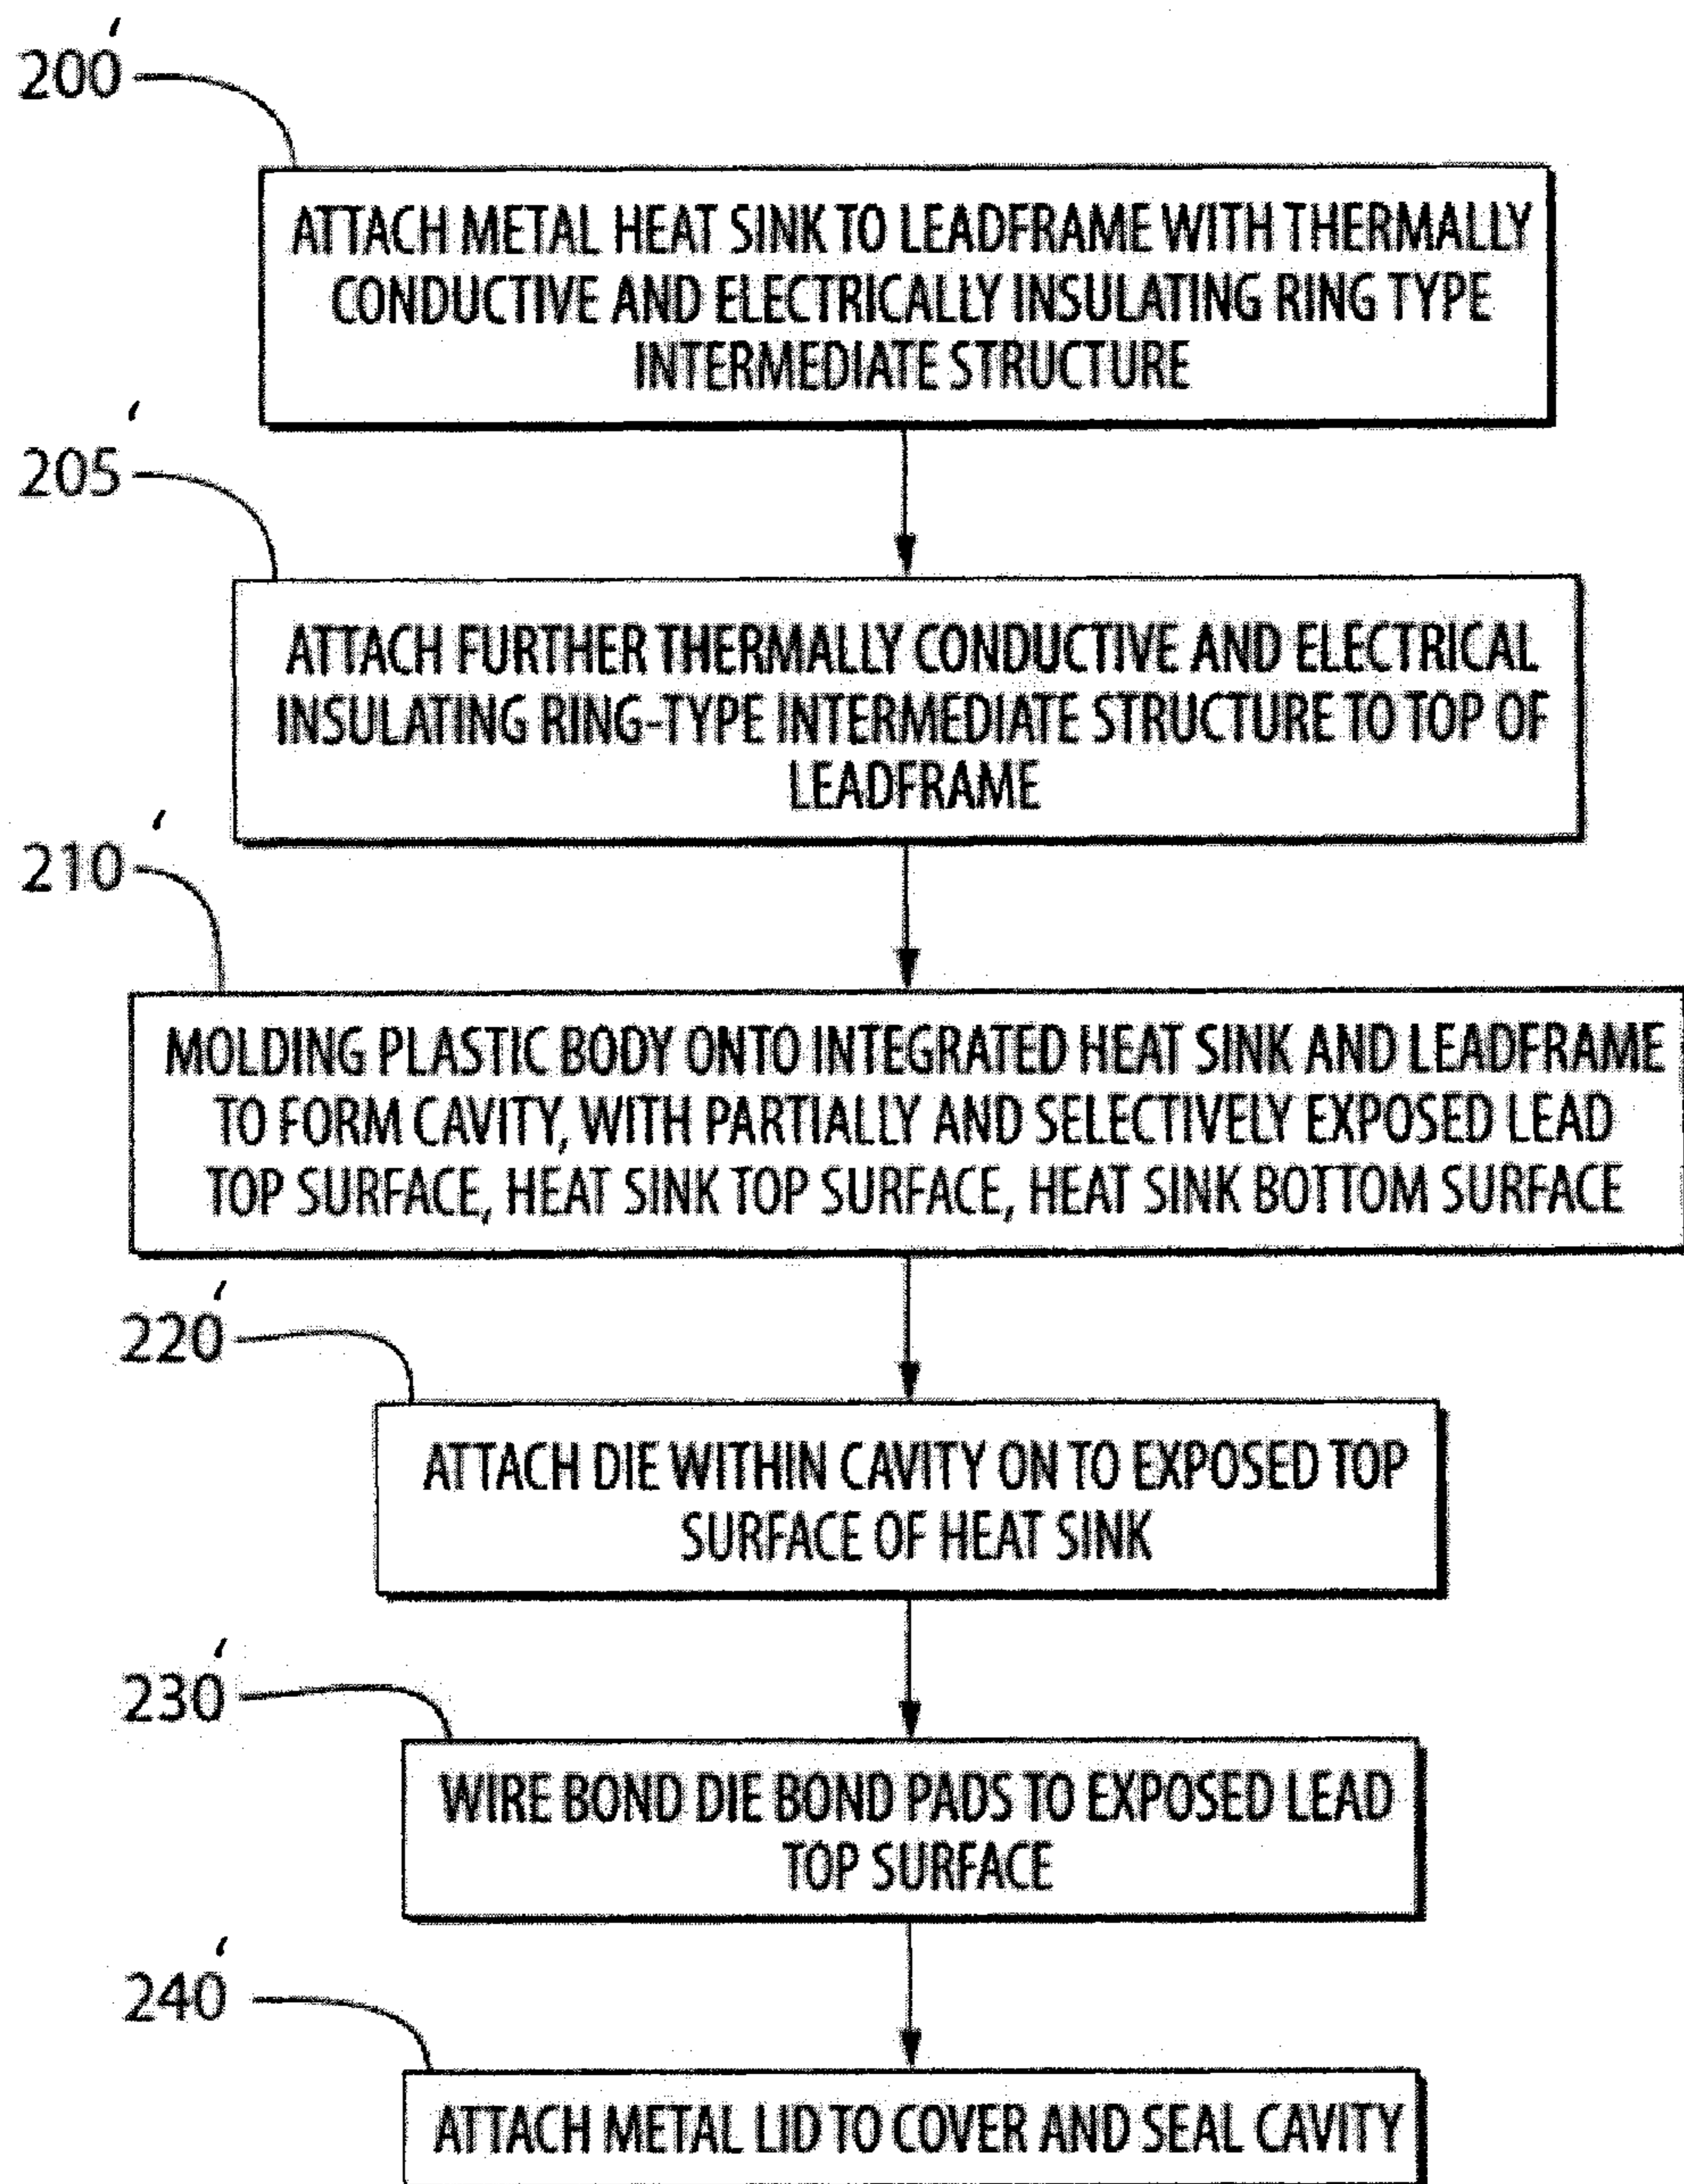 200'
ATTACH METAL HEAT SINK TO LEADFRAME WITH THERMALLY
CONDUCTIVE AND ELECTRICALLY INSULATING RING TYPE
INTERMEDIATE STRUCTURE
205'
ATTACH FURTHER THERMALLY CONDUCTIVE AND ELECTRICAL
INSULATING RING-TYPE INTERMEDIATE STRUCTURE TO TOP OF
LEADFRAME
210'
MOLDING PLASTIC BODY ONTO INTEGRATED HEAT SINK AND LEADFRAME
TO FORM CAVITY, WITH PARTIALLY AND SELECTIVELY EXPOSED LEAD
TOP SURFACE, HEAT SINK TOP SURFACE, HEAT SINK BOTTOM SURFACE
220'
ATTACH DIE WITHIN CAVITY ON TO EXPOSED TOP
SURFACE OF HEAT SINK
230'
WIRE BOND DIE BOND PADS TO EXPOSED LEAD
TOP SURFACE
240'
ATTACH METAL LID TO COVER AND SEAL CAVITY